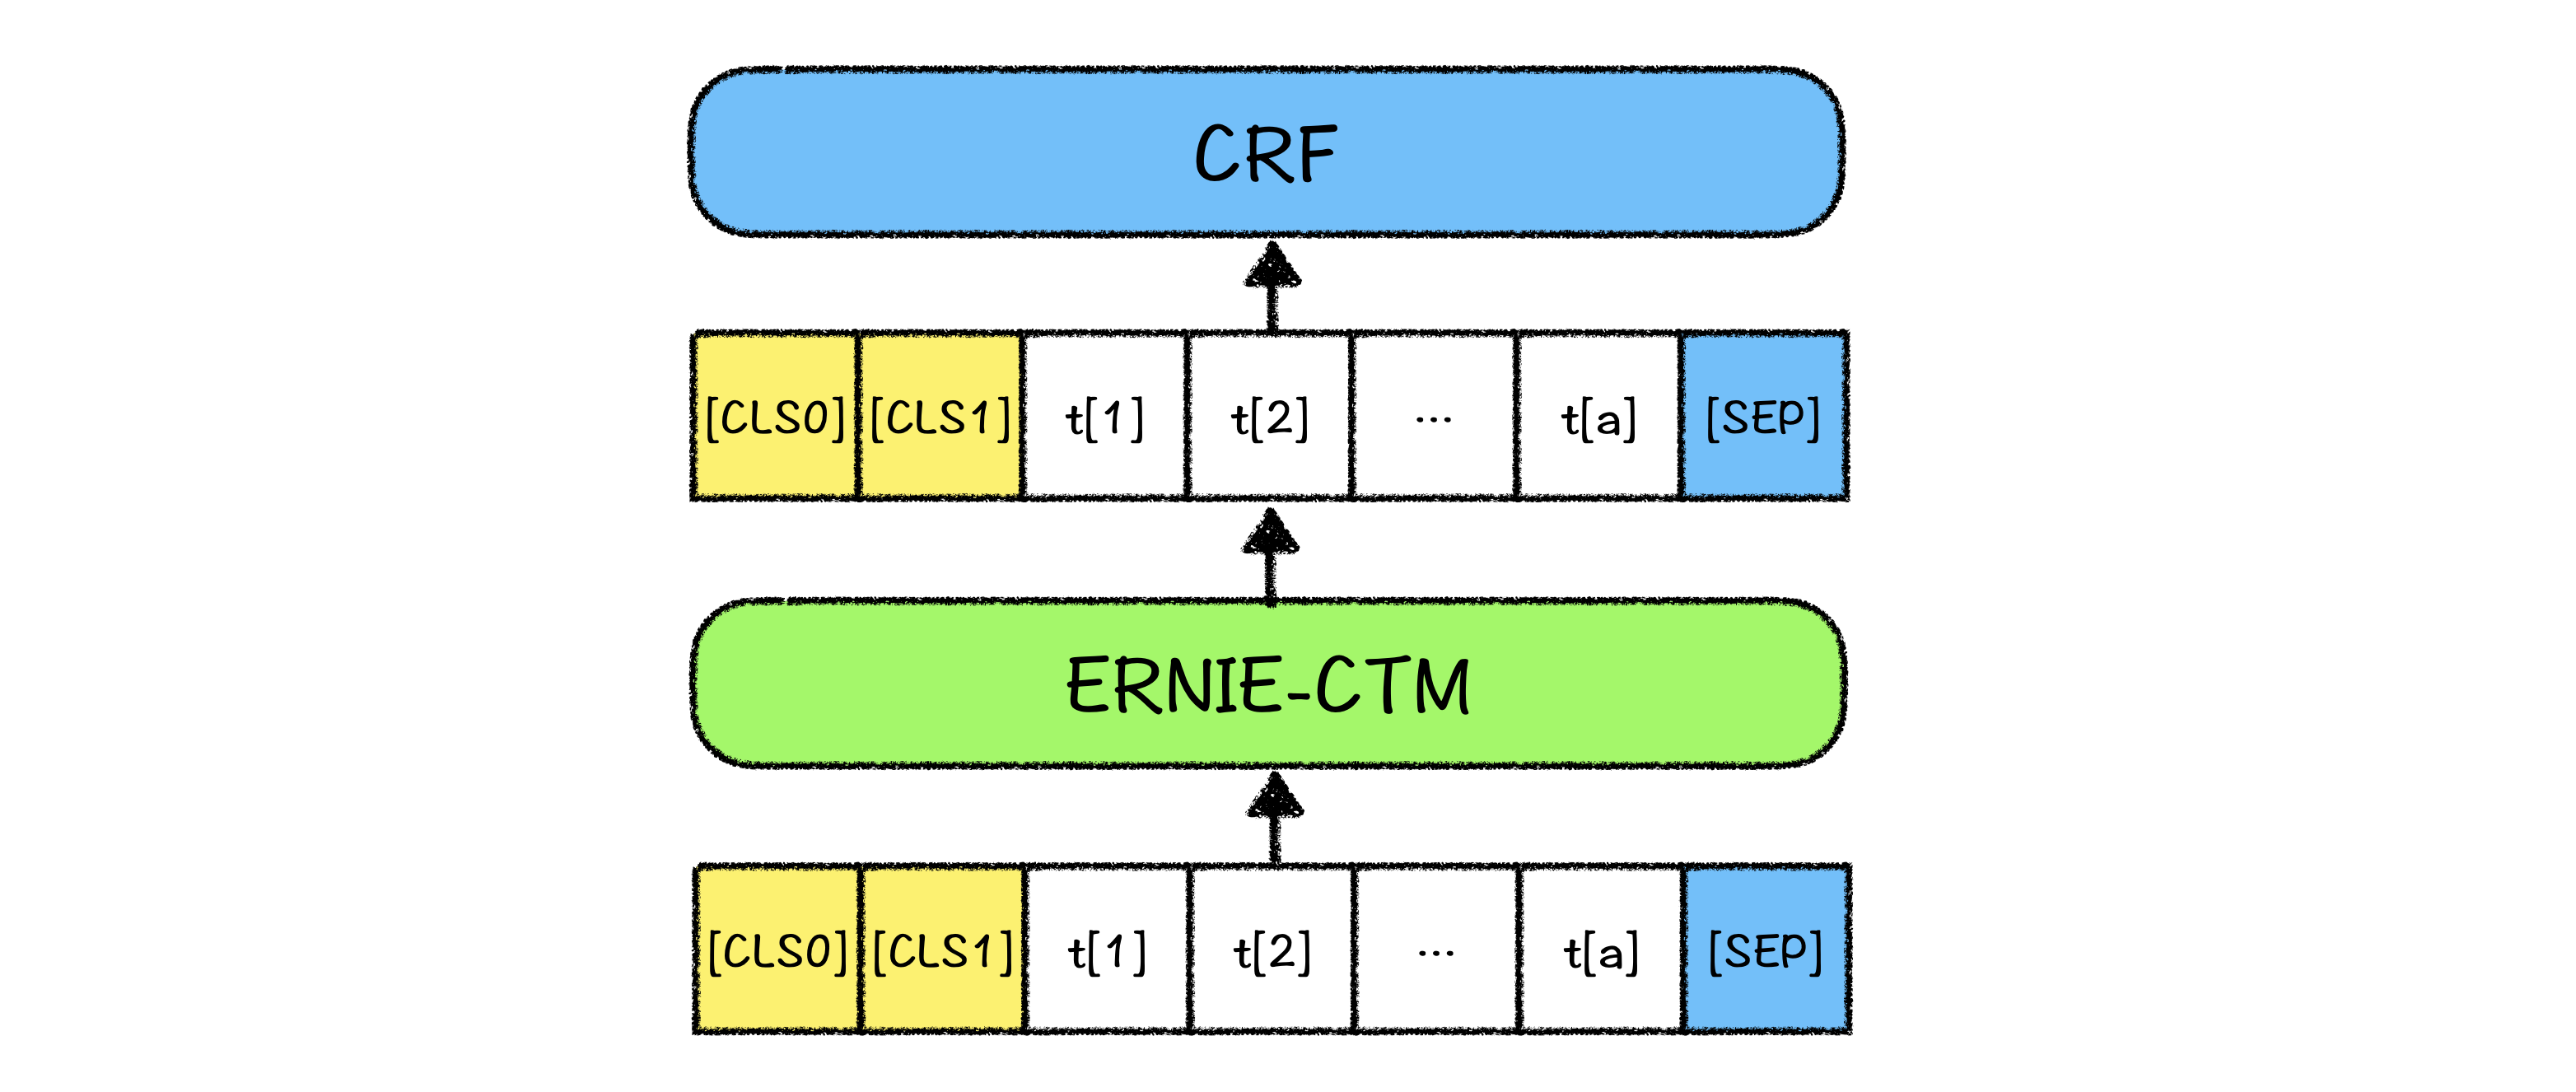 CRF
[CLS0] [CLS1] t[1] t[2] ... t[a] [SEP]
ERNIE-CTM
[CLS0] [CLS1] t[1] t[2] ... t[a] [SEP]